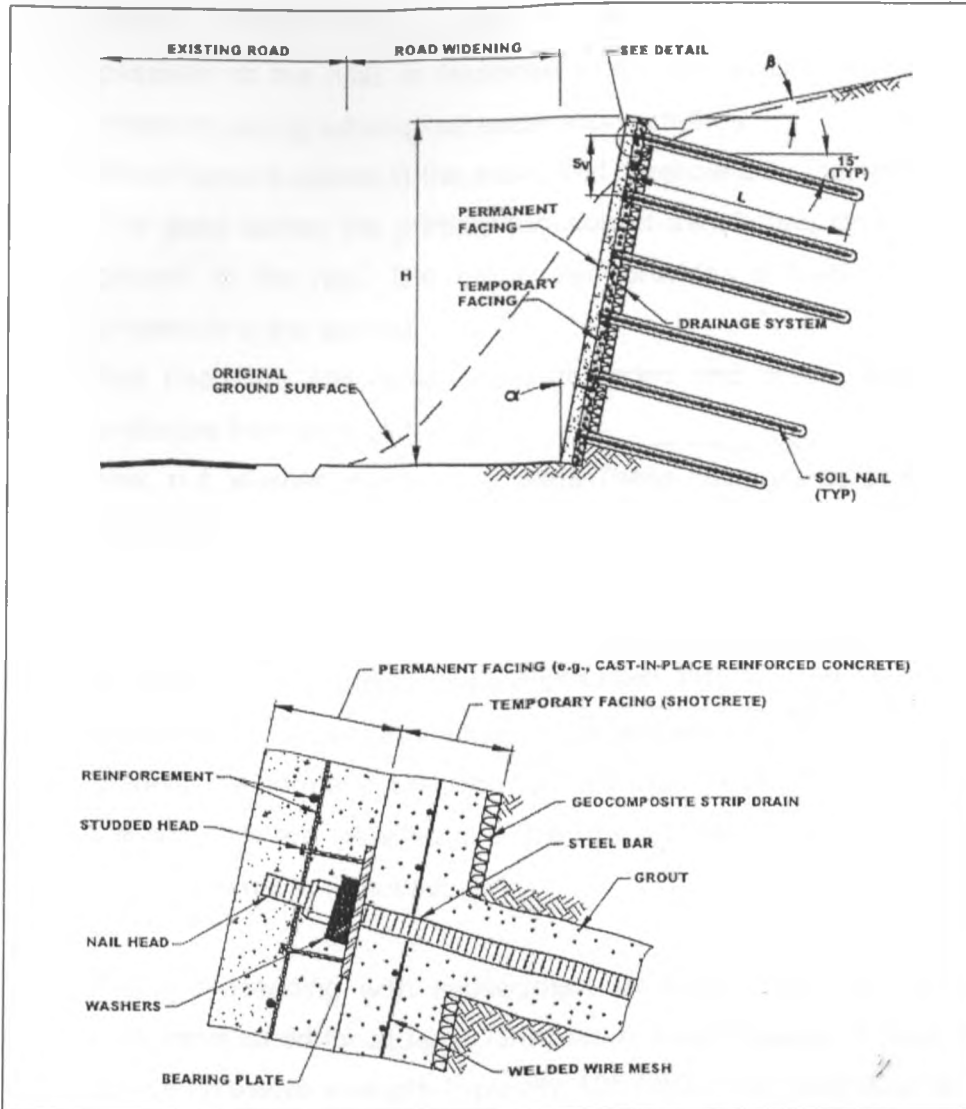 EXISTING ROAD
ROAD WIDENING
SEE DETAIL
β
15°
(TYP)
Sv
L
PERMANENT
FACING
H
TEMPORARY
FACING
DRAINAGE SYSTEM
ORIGINAL
GROUND SURFACE
α
SOIL NAIL
(TYP)
PERMANENT FACING (e.g., CAST-IN-PLACE REINFORCED CONCRETE)
TEMPORARY FACING (SHOTCRETE)
REINFORCEMENT
GEOCOMPOSITE STRIP DRAIN
STUDDED HEAD
STEEL BAR
GROUT
NAIL HEAD
WASHERS
WELDED WIRE MESH
BEARING PLATE